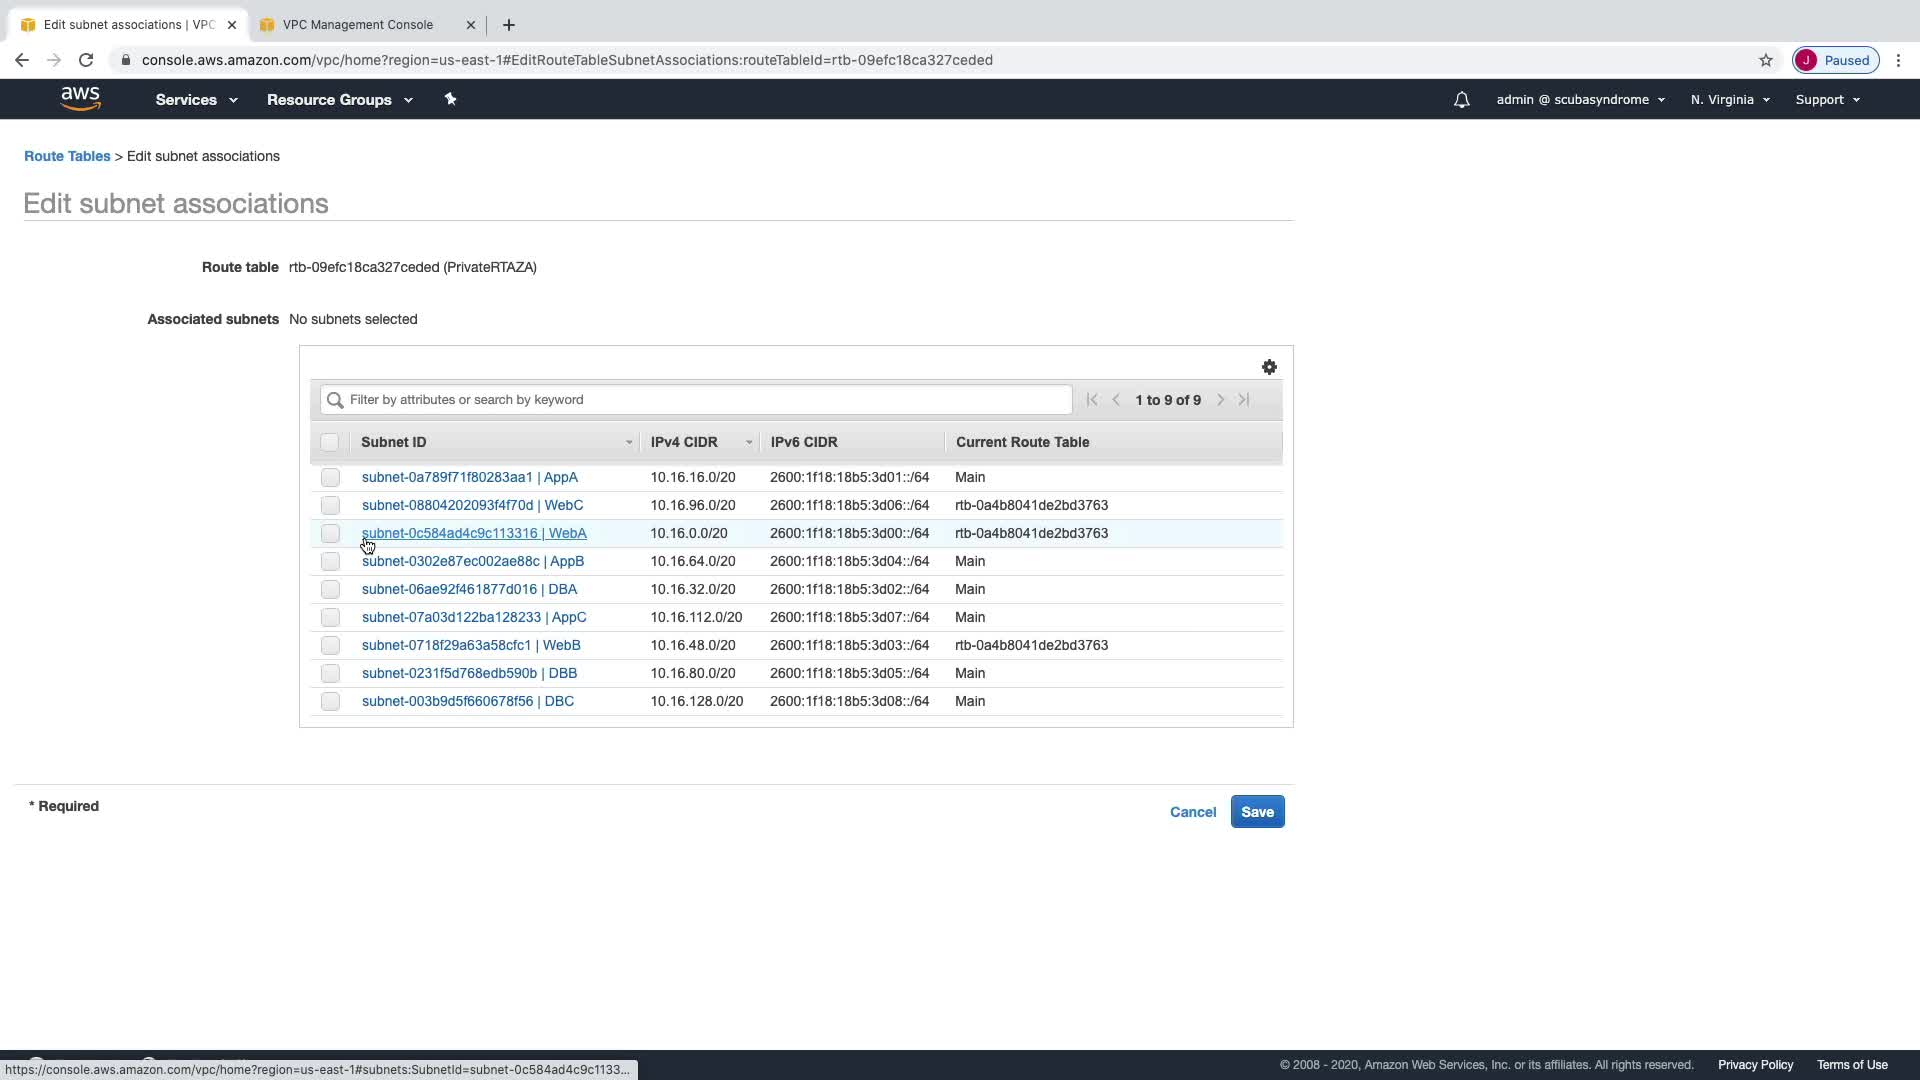 Edit subnet associations | VPC
VPC Management Console
console.aws.amazon.com/vpc/home?region=us-east-1#EditRouteTableSubnetAssociations:routeTableId=rtb-09efc18ca327ceded
J Paused
aws Services Resource Groups admin @ scubasyndrome N. Virginia Support
Route Tables > Edit subnet associations
Edit subnet associations
Route table rtb-09efc18ca327ceded (PrivateRTAZA)
Associated subnets No subnets selected
Filter by attributes or search by keyword 1 to 9 of 9
Subnet ID IPv4 CIDR IPv6 CIDR Current Route Table
subnet-0a789f71f80283aa1 | AppA 10.16.16.0/20 2600:1f18:18b5:3d01::/64 Main
subnet-08804202093f4f70d | WebC 10.16.96.0/20 2600:1f18:18b5:3d06::/64 rtb-0a4b8041de2bd3763
subnet-0c584ad4c9c113316 | WebA 10.16.0.0/20 2600:1f18:18b5:3d00::/64 rtb-0a4b8041de2bd3763
subnet-0302e87ec002ae88c | AppB 10.16.64.0/20 2600:1f18:18b5:3d04::/64 Main
subnet-06ae92f461877d016 | DBA 10.16.32.0/20 2600:1f18:18b5:3d02::/64 Main
subnet-07a03d122ba128233 | AppC 10.16.112.0/20 2600:1f18:18b5:3d07::/64 Main
subnet-0718f29a63a58cfc1 | WebB 10.16.48.0/20 2600:1f18:18b5:3d03::/64 rtb-0a4b8041de2bd3763
subnet-0231f5d768edb590b | DBB 10.16.80.0/20 2600:1f18:18b5:3d05::/64 Main
subnet-003b9d5f660678f56 | DBC 10.16.128.0/20 2600:1f18:18b5:3d08::/64 Main
* Required
Cancel Save
© 2008 - 2020, Amazon Web Services, Inc. or its affiliates. All rights reserved. Privacy Policy Terms of Use
https://console.aws.amazon.com/vpc/home?region=us-east-1#subnets:SubnetId=subnet-0c584ad4c9c1133...